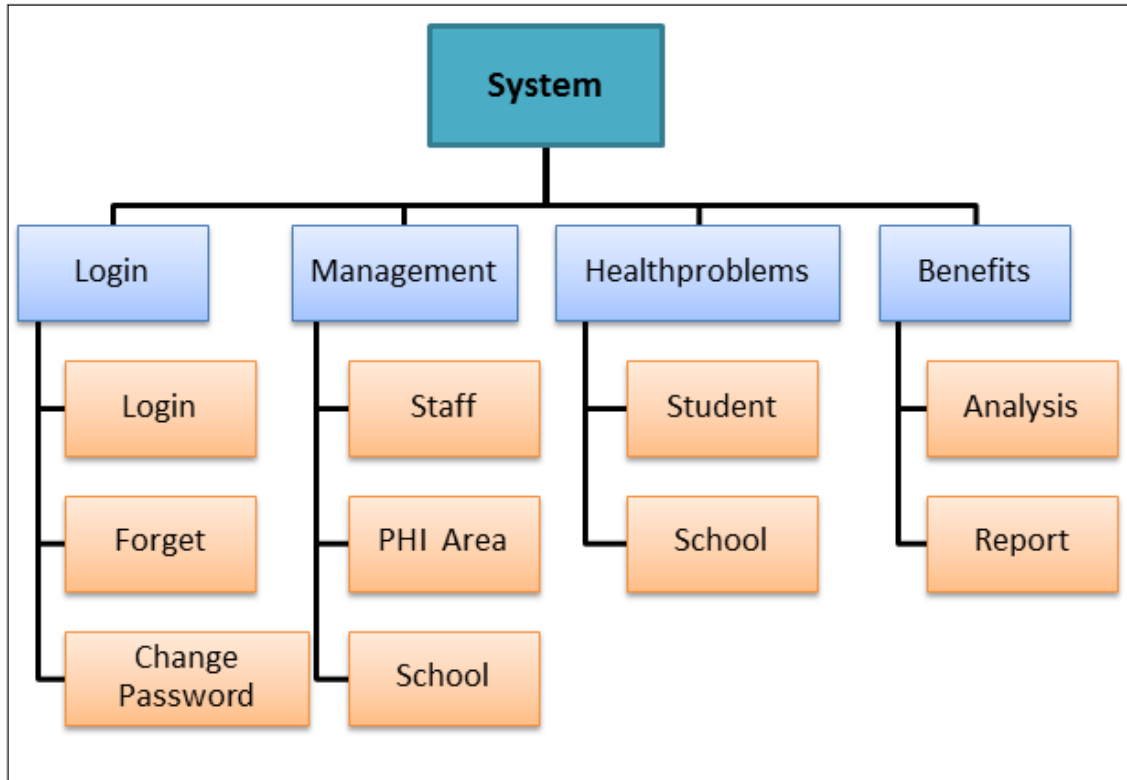 System
Login
Management
Healthproblems
Benefits
Login
Staff
Student
Analysis
Forget
PHI Area
School
Report
Change
Password
School